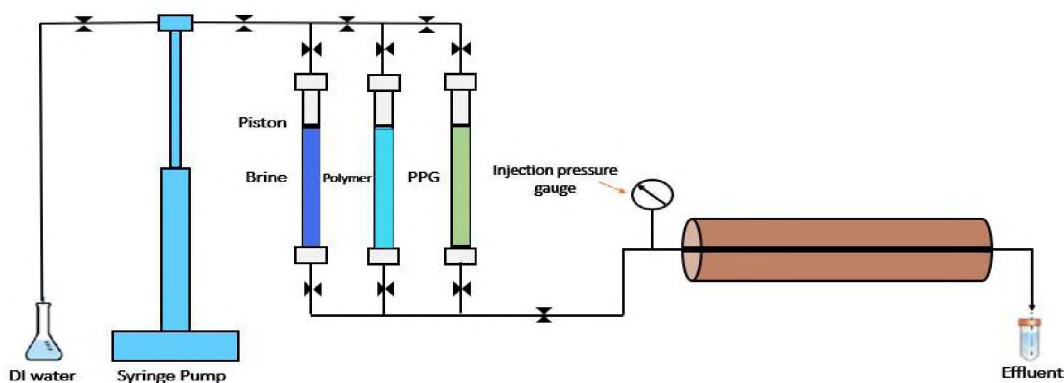 Piston
Brine
Polymer
PPG
Injection pressure
gauge
DI water
Syringe Pump
Effluent